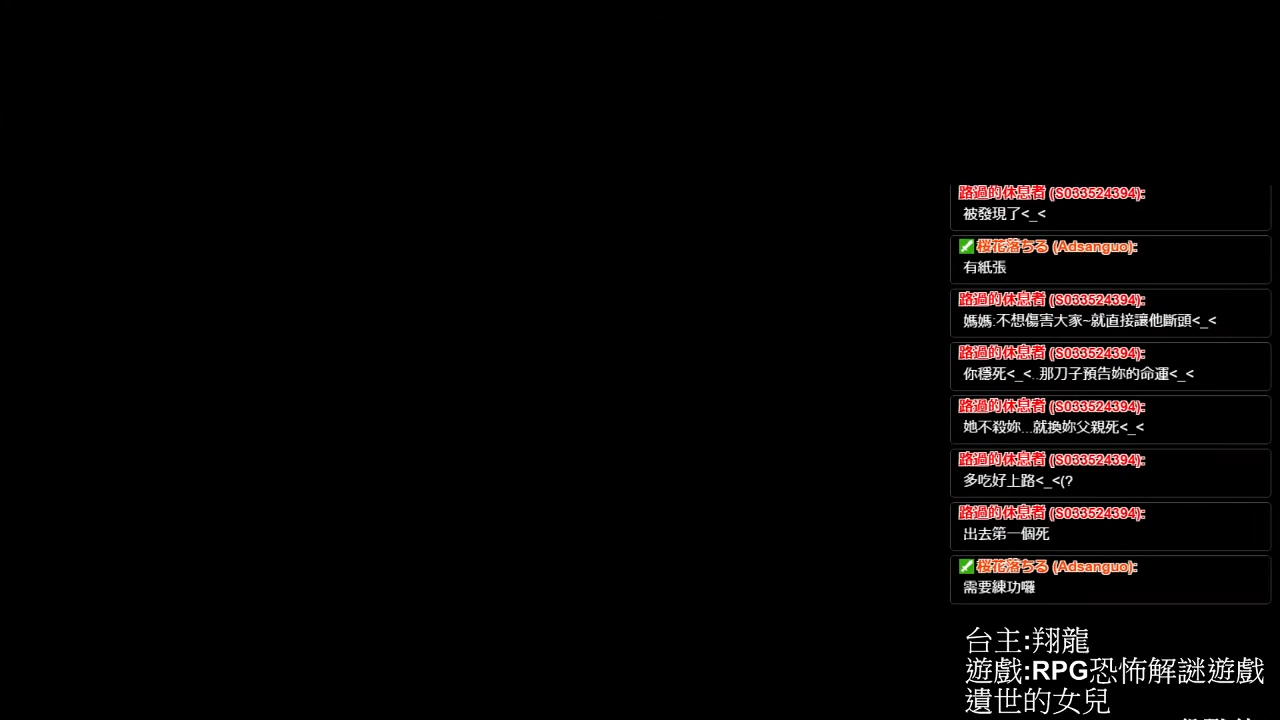 路過的休息者 (S033524394):
被發現了<_<
桜花落ちる (Adsanguo):
有紙張
路過的休息者 (S033524394):
媽媽:不想傷害大家~就直接讓他斷頭<_<
路過的休息者 (S033524394):
你穩死<_<..那刀子預告妳的命運<_<
路過的休息者 (S033524394):
她不殺妳...就換妳父親死<_<
路過的休息者 (S033524394):
多吃好上路<_<(?
路過的休息者 (S033524394):
出去第一個死
桜花落ちる (Adsanguo):
需要練功囉
台主:翔龍
遊戲:RPG恐怖解謎遊戲
遺世的女兒